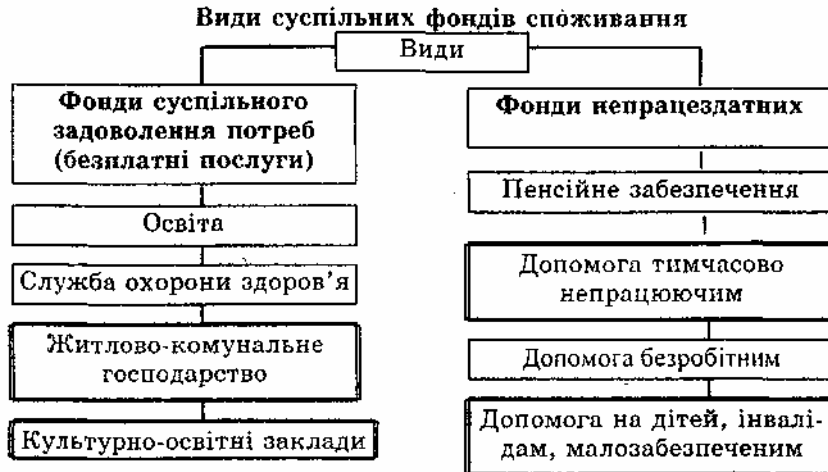 Види суспільних фондів споживання
Види
Фонди суспільного
задоволення потреб
(безплатні послуги)
Освіта
Служба охорони здоров'я
Житлово-комунальне
господарство
Культурно-освітні заклади
Фонди непрацездатних
Пенсійне забезпечення
Допомога тимчасово
непрацюючим
Допомога безробітним
Допомога на дітей, інвалі-
дам, малозабезпеченим